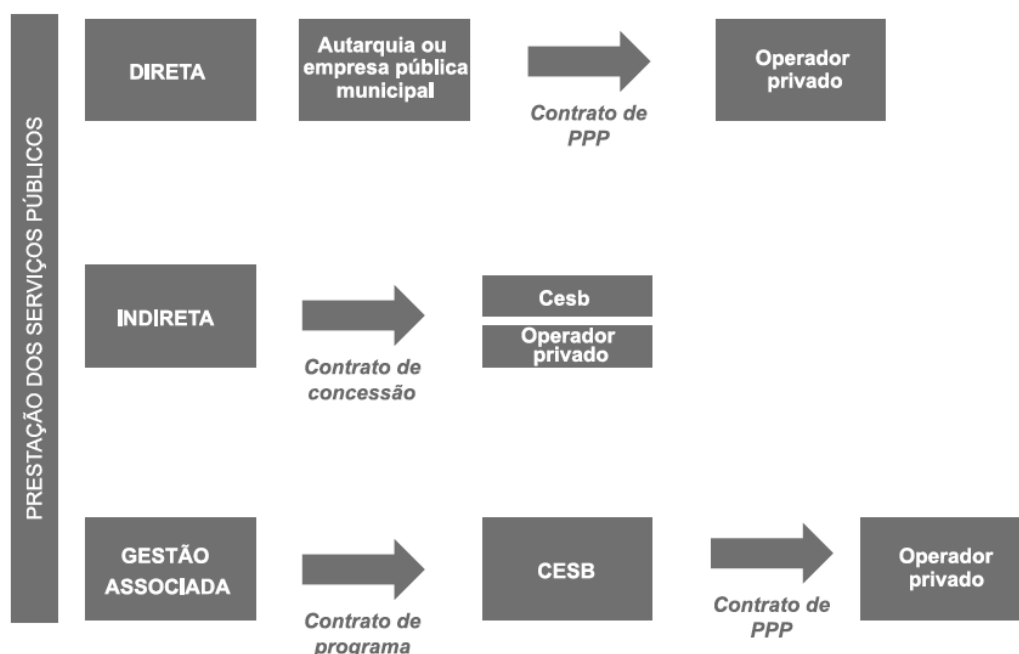 PRESTAÇÃO DOS SERVIÇOS PÚBLICOS
DIRETA
Autarquia ou
empresa pública
municipal
Contrato de
PPP
Operador
privado
INDIRETA
Contrato de
concessão
Cesb
Operador
privado
GESTÃO
ASSOCIADA
Contrato de
programa
CESB
Contrato de
PPP
Operador
privado